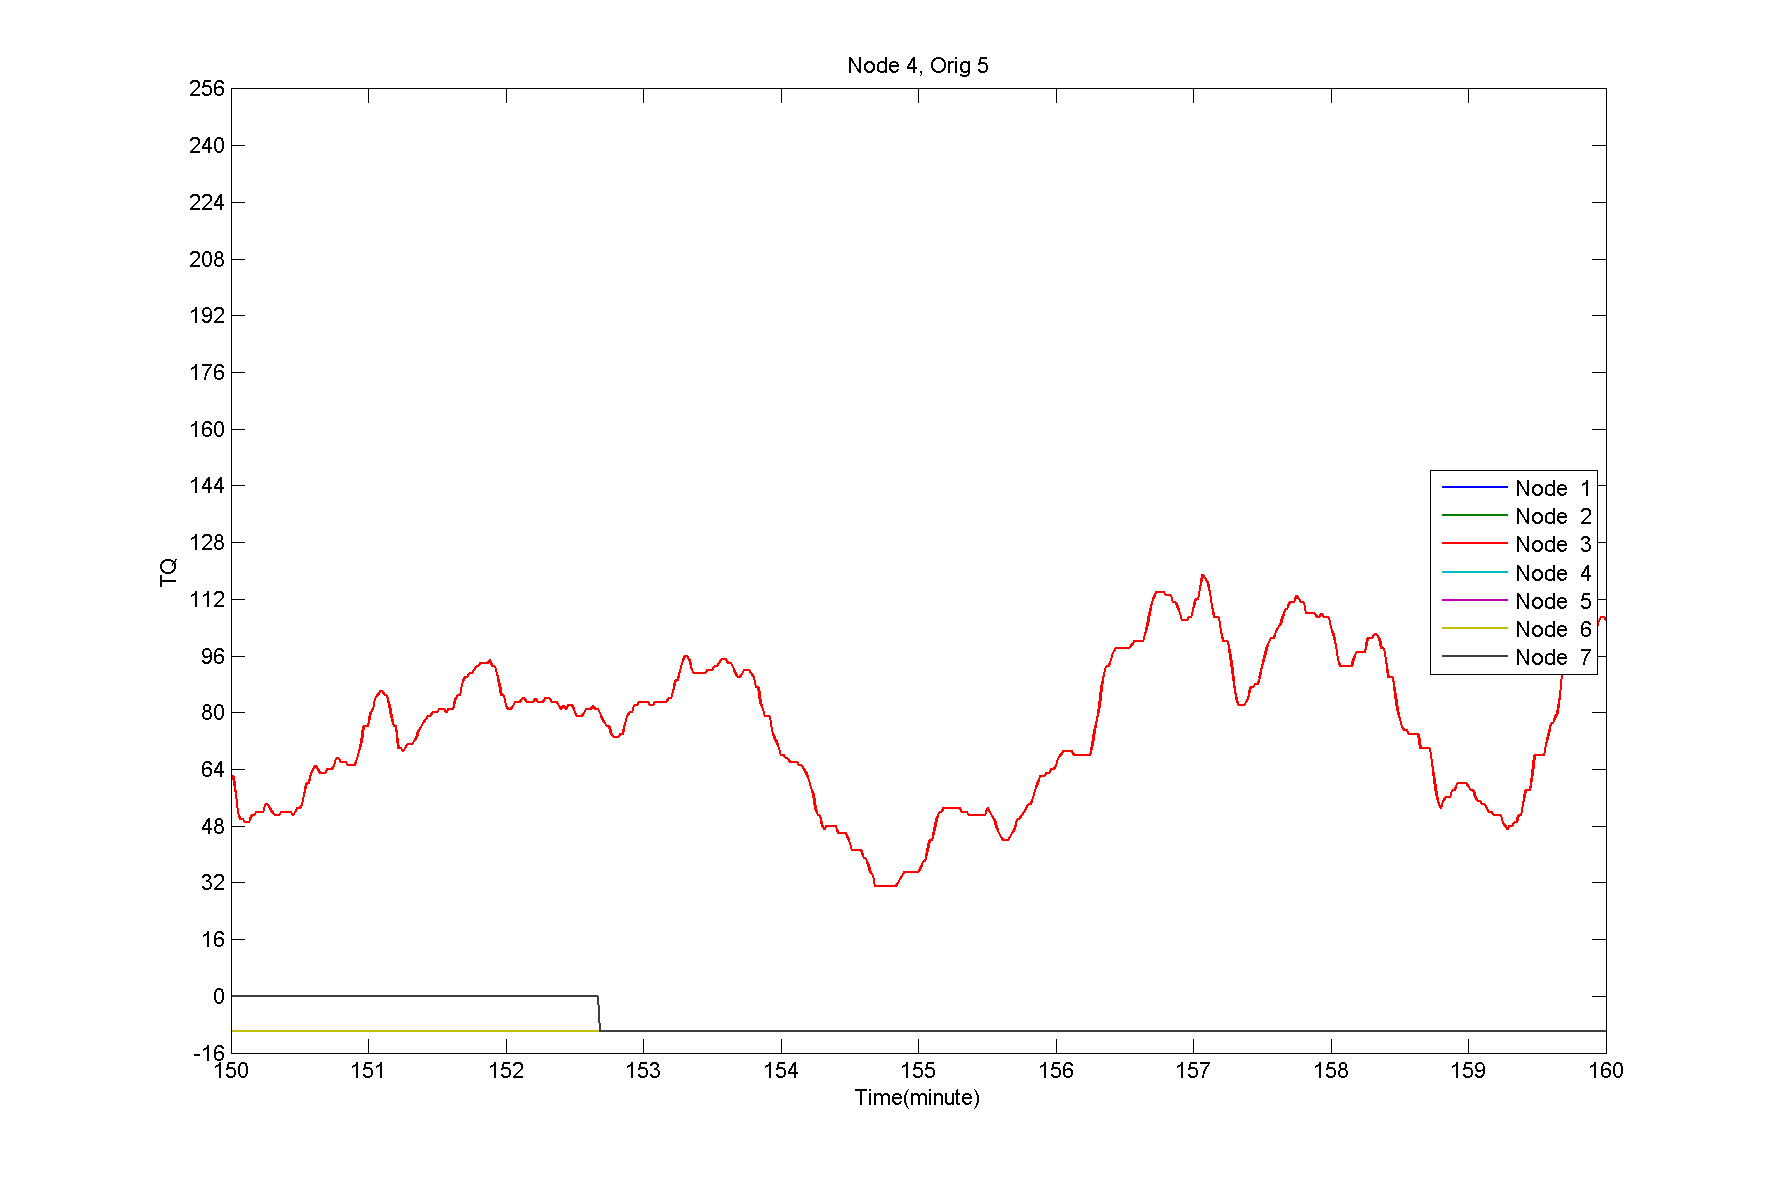 Node 4, Orig 5
256
240
224
208
192
176
160
144
128
112
96
80
64
48
32
16
0
-16
TQ
Node 1
Node 2
Node 3
Node 4
Node 5
Node 6
Node 7
150 151 152 153 154 155 156 157 158 159 160
Time(minute)